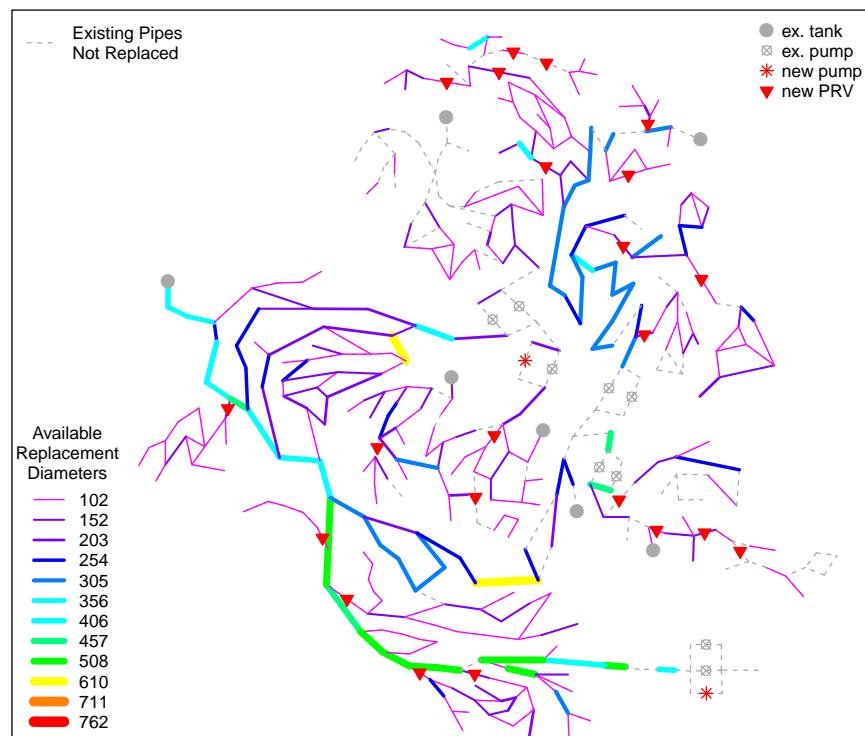 Existing Pipes
Not Replaced
ex. tank
ex. pump
new pump
new PRV
Available
Replacement
Diameters
102
152
203
254
305
356
406
457
508
610
711
762